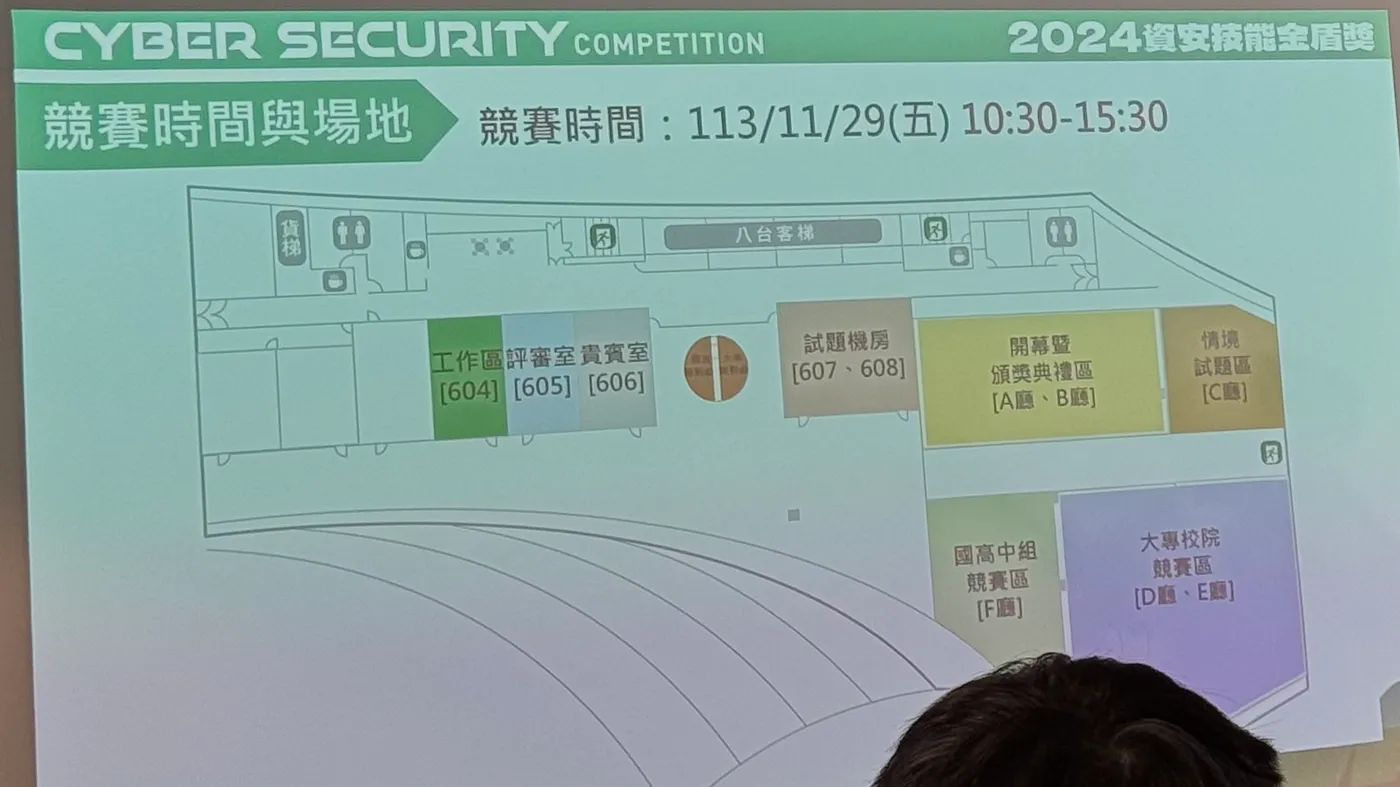 CYBER SECURITY COMPETITION
2024資安技能金盾獎
競賽時間與場地
競賽時間：113/11/29(五) 10:30-15:30
貨梯
八台客梯
工作區
[604]
評審室
[605]
貴賓室
[606]
試題機房
[607、608]
開幕暨
頒獎典禮區
[A廳、B廳]
情境
試題區
[C廳]
國高中組
競賽區
[F廳]
大專校院
競賽區
[D廳、E廳]